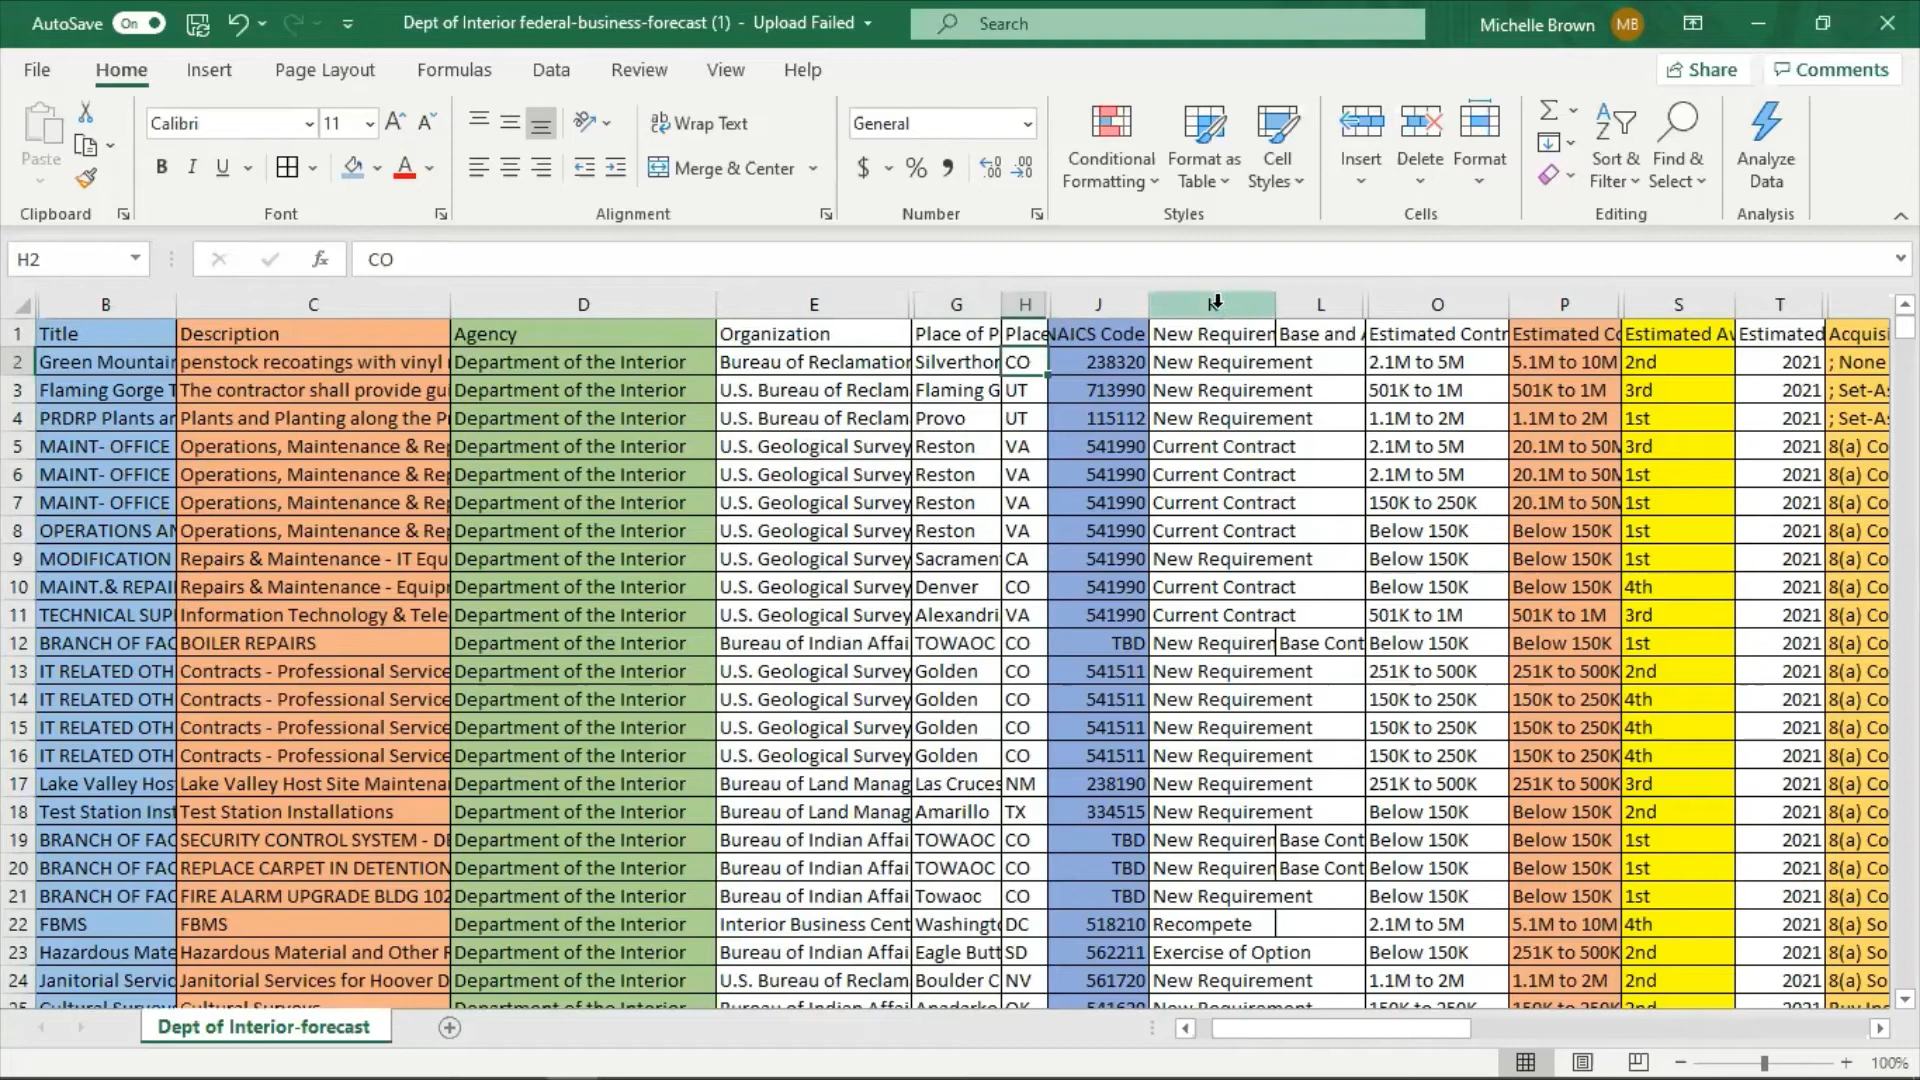 AutoSave On Dept of Interior federal-business-forecast (1) - Upload Failed Search Michelle Brown MB
File Home Insert Page Layout Formulas Data Review View Help Share Comments
Calibri 11 Wrap Text General
Paste B I U Merge & Center $ % Conditional Formatting Format as Table Cell Styles Insert Delete Format Sort & Filter Find & Select Analyze Data
Clipboard Font Alignment Number Styles Cells Editing Analysis
H2 fx CO
B C D E G H J K L O P S T
1 Title Description Agency Organization Place of P Place NAICS Code New Requiren Base and A Estimated Contr Estimated Co Estimated Aw Estimated Acquisi
2 Green Mountain penstock recoatings with vinyl Department of the Interior Bureau of Reclamation Silverthor CO 238320 New Requirement 2.1M to 5M 5.1M to 10M 2nd 2021 ; None
3 Flaming Gorge T The contractor shall provide gui Department of the Interior U.S. Bureau of Reclam Flaming G UT 713990 New Requirement 501K to 1M 501K to 1M 3rd 2021 ; Set-As
4 PRDRP Plants an Plants and Planting along the Pr Department of the Interior U.S. Bureau of Reclam Provo UT 115112 New Requirement 1.1M to 2M 1.1M to 2M 1st 2021 ; Set-As
5 MAINT- OFFICE Operations, Maintenance & Rep Department of the Interior U.S. Geological Survey Reston VA 541990 Current Contract 2.1M to 5M 20.1M to 50M 3rd 2021 8(a) Co
6 MAINT- OFFICE Operations, Maintenance & Rep Department of the Interior U.S. Geological Survey Reston VA 541990 Current Contract 2.1M to 5M 20.1M to 50M 1st 2021 8(a) Co
7 MAINT- OFFICE Operations, Maintenance & Rep Department of the Interior U.S. Geological Survey Reston VA 541990 Current Contract 150K to 250K 20.1M to 50M 1st 2021 8(a) Co
8 OPERATIONS AN Operations, Maintenance & Rep Department of the Interior U.S. Geological Survey Reston VA 541990 Current Contract Below 150K Below 150K 1st 2021 8(a) Co
9 MODIFICATION Repairs & Maintenance - IT Equ Department of the Interior U.S. Geological Survey Sacramen CA 541990 New Requirement Below 150K Below 150K 1st 2021 8(a) Co
10 MAINT.& REPAI Repairs & Maintenance - Equip Department of the Interior U.S. Geological Survey Denver CO 541990 Current Contract Below 150K Below 150K 4th 2021 8(a) Co
11 TECHNICAL SUP Information Technology & Tele Department of the Interior U.S. Geological Survey Alexandri VA 541990 Current Contract 501K to 1M 501K to 1M 3rd 2021 8(a) Co
12 BRANCH OF FAC BOILER REPAIRS Department of the Interior Bureau of Indian Affai TOWAOC CO TBD New Requiren Base Cont Below 150K Below 150K 1st 2021 8(a) Co
13 IT RELATED OTH Contracts - Professional Service Department of the Interior U.S. Geological Survey Golden CO 541511 New Requirement 251K to 500K 251K to 500K 2nd 2021 8(a) Co
14 IT RELATED OTH Contracts - Professional Service Department of the Interior U.S. Geological Survey Golden CO 541511 New Requirement 150K to 250K 150K to 250K 4th 2021 8(a) Co
15 IT RELATED OTH Contracts - Professional Service Department of the Interior U.S. Geological Survey Golden CO 541511 New Requirement 150K to 250K 150K to 250K 4th 2021 8(a) Co
16 IT RELATED OTH Contracts - Professional Service Department of the Interior U.S. Geological Survey Golden CO 541511 New Requirement 150K to 250K 150K to 250K 4th 2021 8(a) Co
17 Lake Valley Hos Lake Valley Host Site Maintenan Department of the Interior Bureau of Land Manag Las Cruces NM 238190 New Requirement 251K to 500K 251K to 500K 3rd 2021 8(a) Co
18 Test Station Inst Test Station Installations Department of the Interior Bureau of Land Manag Amarillo TX 334515 New Requirement Below 150K Below 150K 2nd 2021 8(a) Co
19 BRANCH OF FAC SECURITY CONTROL SYSTEM - DE Department of the Interior Bureau of Indian Affai TOWAOC CO TBD New Requiren Base Cont Below 150K Below 150K 1st 2021 8(a) Co
20 BRANCH OF FAC REPLACE CARPET IN DETENTION Department of the Interior Bureau of Indian Affai TOWAOC CO TBD New Requiren Base Cont Below 150K Below 150K 1st 2021 8(a) Co
21 BRANCH OF FAC FIRE ALARM UPGRADE BLDG 102 Department of the Interior Bureau of Indian Affai Towaoc CO TBD New Requirement Below 150K Below 150K 1st 2021 8(a) Co
22 FBMS FBMS Department of the Interior Interior Business Cent Washingto DC 518210 Recompete 2.1M to 5M 5.1M to 10M 4th 2021 8(a) So
23 Hazardous Mate Hazardous Material and Other R Department of the Interior Bureau of Indian Affai Eagle Butt SD 562211 Exercise of Option Below 150K 251K to 500K 2nd 2021 8(a) So
24 Janitorial Servic Janitorial Services for Hoover D Department of the Interior U.S. Bureau of Reclam Boulder C NV 561720 New Requirement 1.1M to 2M 1.1M to 2M 2nd 2021 8(a) So
Dept of Interior-forecast
100%